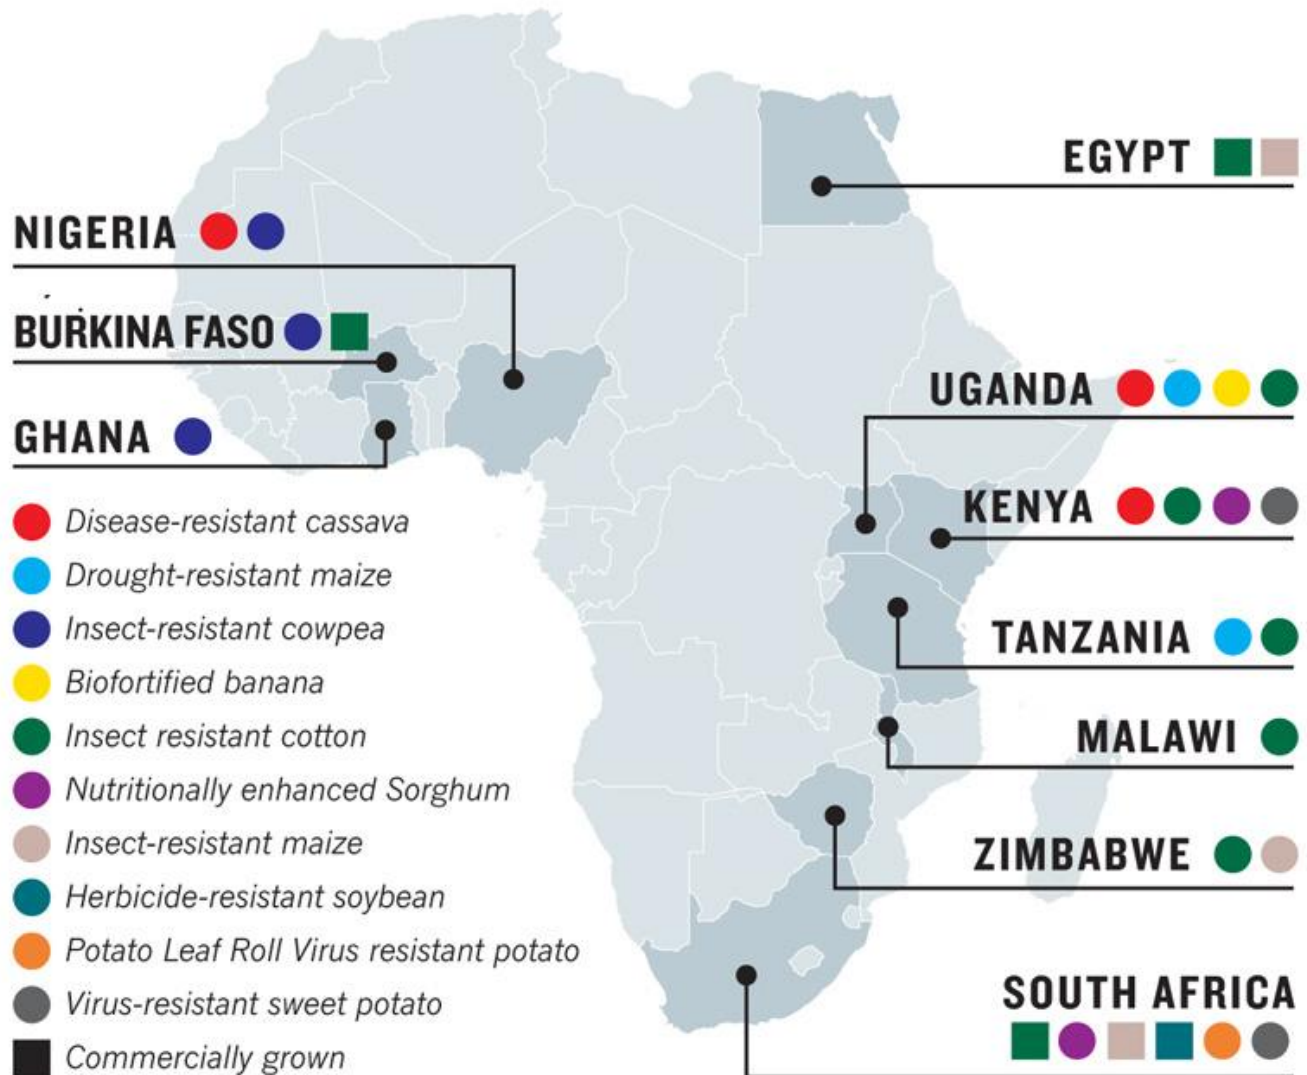 EGYPT
NIGERIA
BURKINA FASO
UGANDA
GHANA
KENYA
Disease-resistant cassava
Drought-resistant maize
Insect-resistant cowpea
Biofortified banana
Insect resistant cotton
Nutritionally enhanced Sorghum
Insect-resistant maize
Herbicide-resistant soybean
Potato Leaf Roll Virus resistant potato
Virus-resistant sweet potato
Commercially grown
TANZANIA
MALAWI
ZIMBABWE
SOUTH AFRICA